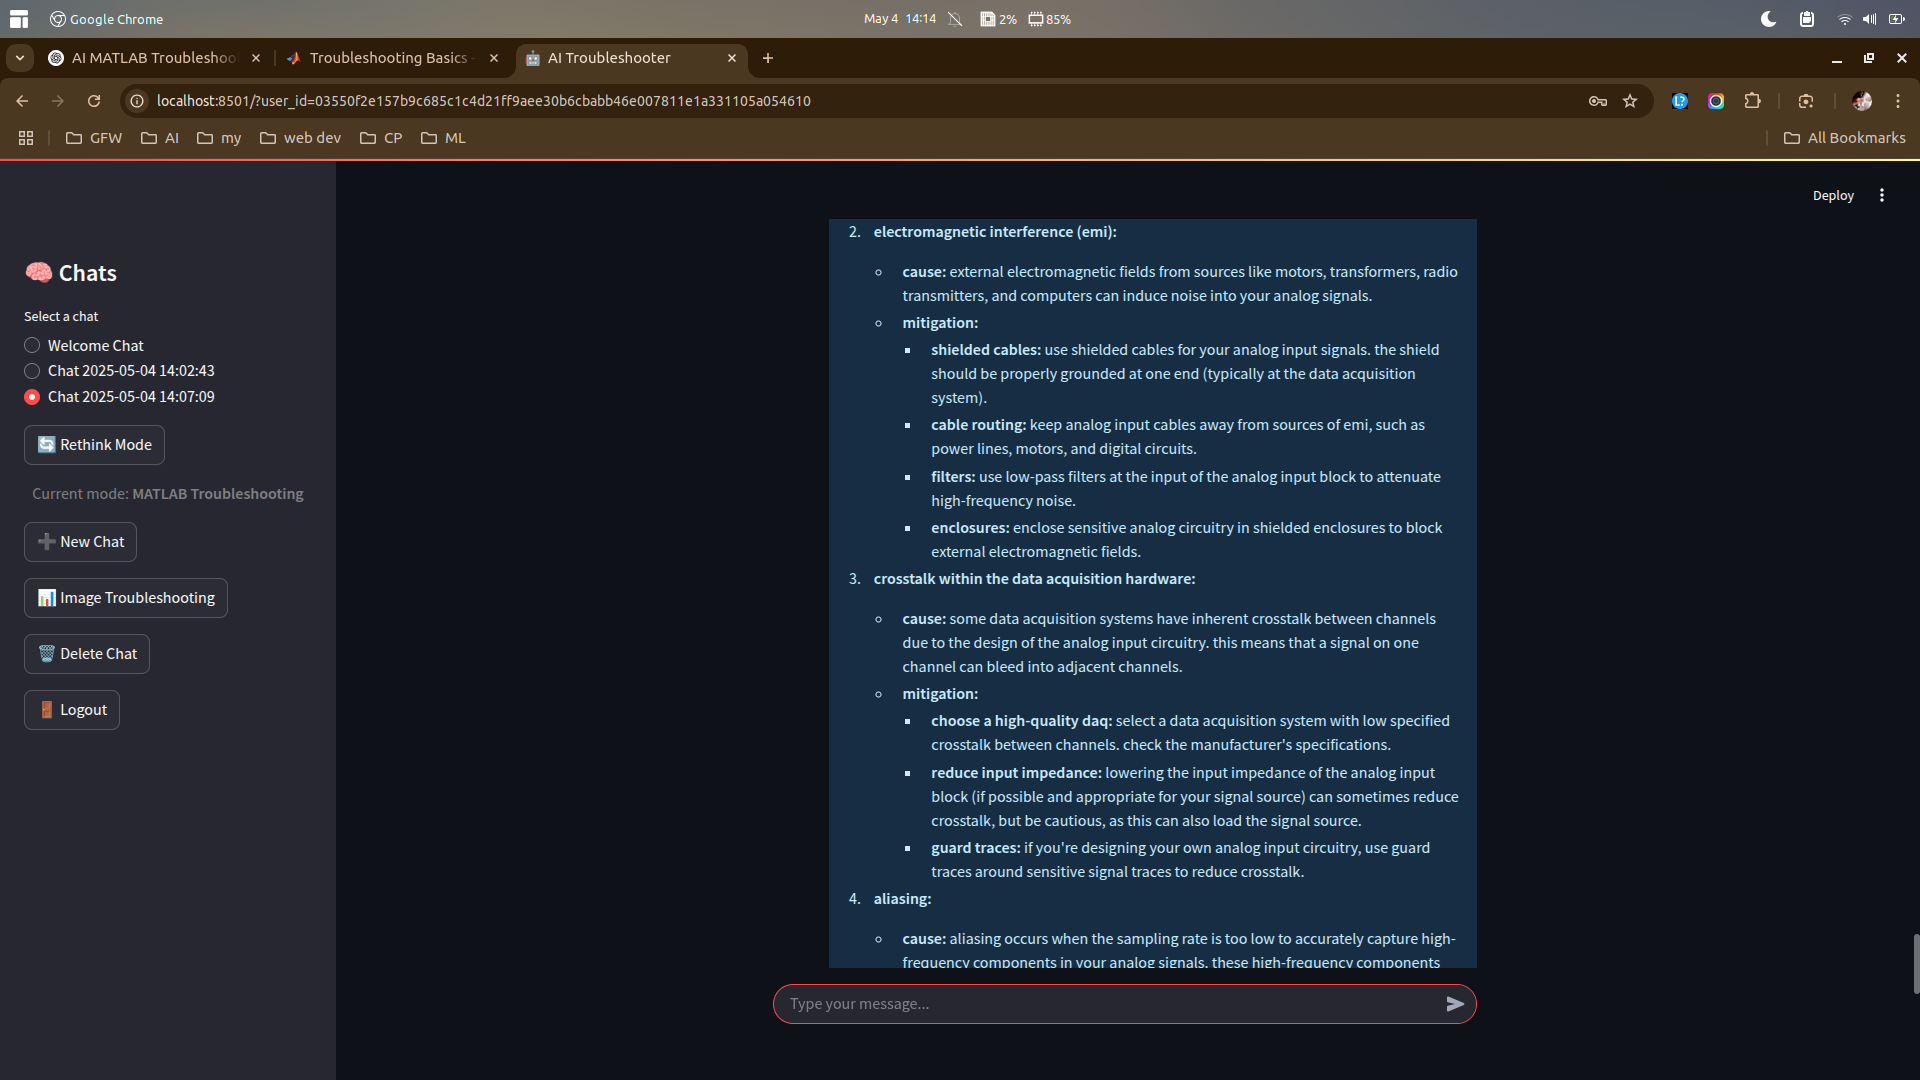 Google Chrome
May 4 14:14
2%
85%
AI MATLAB Troubleshoo
Troubleshooting Basics
AI Troubleshooter
localhost:8501/?user_id=03550f2e157b9c685c1c4d21ff9aee30b6cbabb46e007811e1a331105a054610
GFW
AI
my
web dev
CP
ML
All Bookmarks
Deploy
🧠 Chats
Select a chat
Welcome Chat
Chat 2025-05-04 14:02:43
Chat 2025-05-04 14:07:09
🔄 Rethink Mode
Current mode: MATLAB Troubleshooting
➕ New Chat
📊 Image Troubleshooting
🗑️ Delete Chat
🚪 Logout
2. electromagnetic interference (emi):
cause: external electromagnetic fields from sources like motors, transformers, radio
transmitters, and computers can induce noise into your analog signals.
mitigation:
shielded cables: use shielded cables for your analog input signals. the shield
should be properly grounded at one end (typically at the data acquisition
system).
cable routing: keep analog input cables away from sources of emi, such as
power lines, motors, and digital circuits.
filters: use low-pass filters at the input of the analog input block to attenuate
high-frequency noise.
enclosures: enclose sensitive analog circuitry in shielded enclosures to block
external electromagnetic fields.
3. crosstalk within the data acquisition hardware:
cause: some data acquisition systems have inherent crosstalk between channels
due to the design of the analog input circuitry. this means that a signal on one
channel can bleed into adjacent channels.
mitigation:
choose a high-quality daq: select a data acquisition system with low specified
crosstalk between channels. check the manufacturer's specifications.
reduce input impedance: lowering the input impedance of the analog input
block (if possible and appropriate for your signal source) can sometimes reduce
crosstalk, but be cautious, as this can also load the signal source.
guard traces: if you're designing your own analog input circuitry, use guard
traces around sensitive signal traces to reduce crosstalk.
4. aliasing:
cause: aliasing occurs when the sampling rate is too low to accurately capture high-
frequency components in your analog signals. these high-frequency components
Type your message...